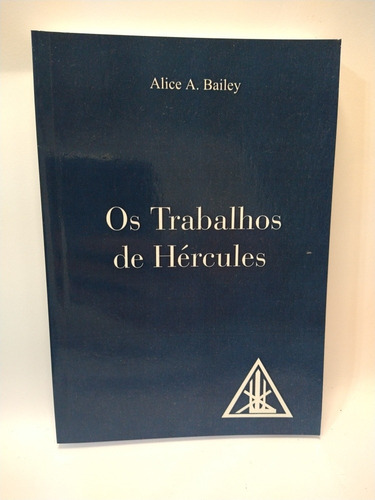 Alice A. Bailey
Os Trabalhos
de Hércules